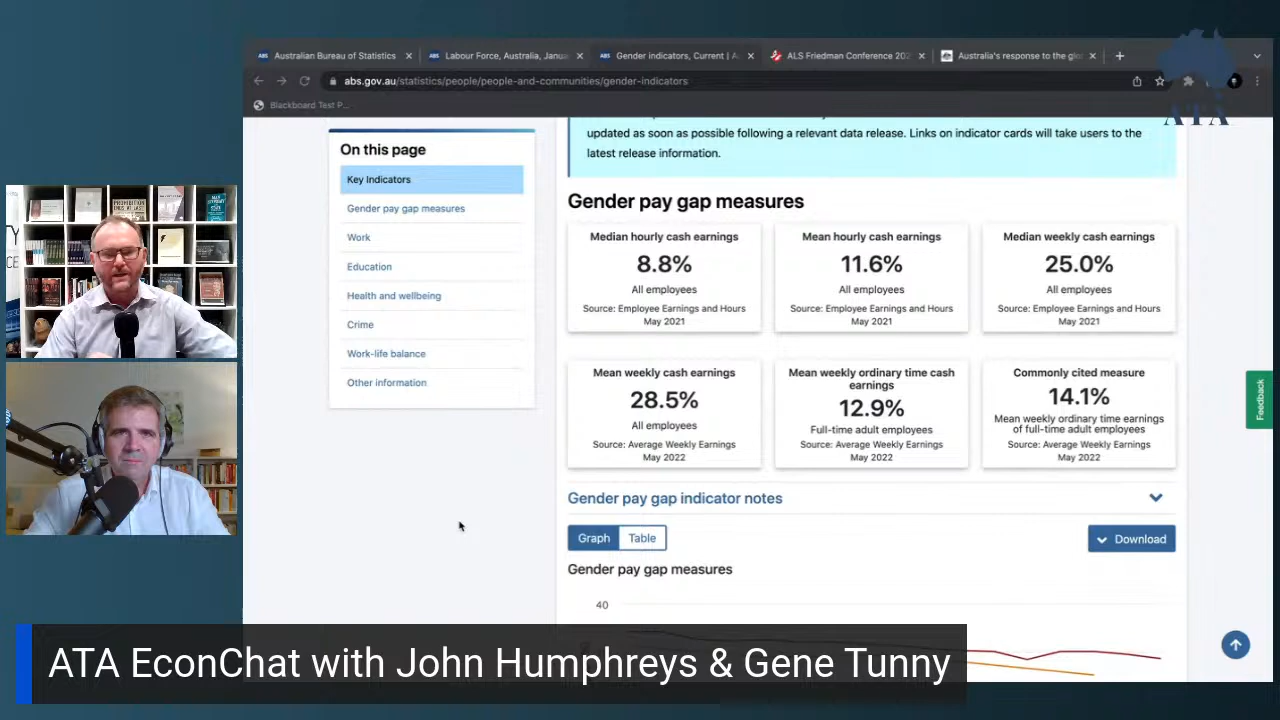 Australian Bureau of Statistics
Labour Force, Australia, Janua
Gender indicators, Current | A
ALS Friedman Conference 202
Australia's response to the glo
abs.gov.au/statistics/people/people-and-communities/gender-indicators
Blackboard Test P...
ATA
updated as soon as possible following a relevant data release. Links on indicator cards will take users to the
latest release information.
On this page
Key Indicators
Gender pay gap measures
Work
Education
Health and wellbeing
Crime
Work-life balance
Other information
Gender pay gap measures
Median hourly cash earnings
8.8%
All employees
Source: Employee Earnings and Hours
May 2021
Mean hourly cash earnings
11.6%
All employees
Source: Employee Earnings and Hours
May 2021
Median weekly cash earnings
25.0%
All employees
Source: Employee Earnings and Hours
May 2021
Mean weekly cash earnings
28.5%
All employees
Source: Average Weekly Earnings
May 2022
Mean weekly ordinary time cash
earnings
12.9%
Full-time adult employees
Source: Average Weekly Earnings
May 2022
Commonly cited measure
14.1%
Mean weekly ordinary time earnings
of full-time adult employees
Source: Average Weekly Earnings
May 2022
Feedback
Gender pay gap indicator notes
Graph
Table
Download
Gender pay gap measures
40
ATA EconChat with John Humphreys & Gene Tunny